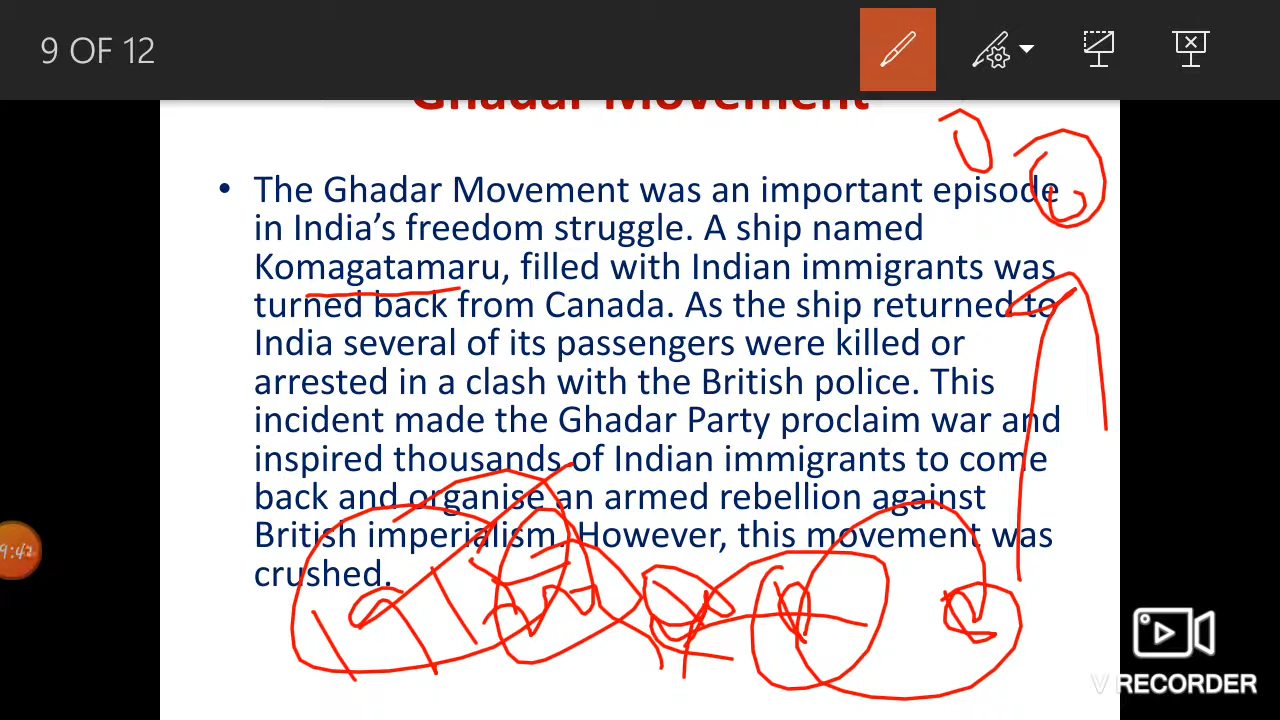 9 OF 12
Ghadar Movement
• The Ghadar Movement was an important episode
in India’s freedom struggle. A ship named
Komagatamaru, filled with Indian immigrants was
turned back from Canada. As the ship returned to
India several of its passengers were killed or
arrested in a clash with the British police. This
incident made the Ghadar Party proclaim war and
inspired thousands of Indian immigrants to come
back and organise an armed rebellion against
British imperialism. However, this movement was
crushed.
V RECORDER